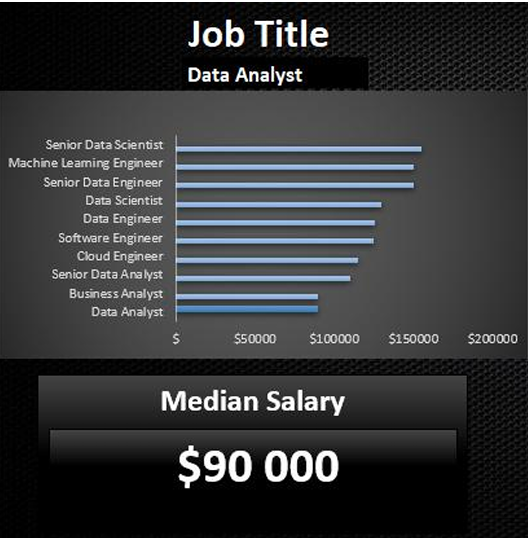 Job Title
Data Analyst
Senior Data Scientist
Machine Learning Engineer
Senior Data Engineer
Data Scientist
Data Engineer
Software Engineer
Cloud Engineer
Senior Data Analyst
Business Analyst
Data Analyst
$ $50000 $100000 $150000 $200000
Median Salary
$90 000